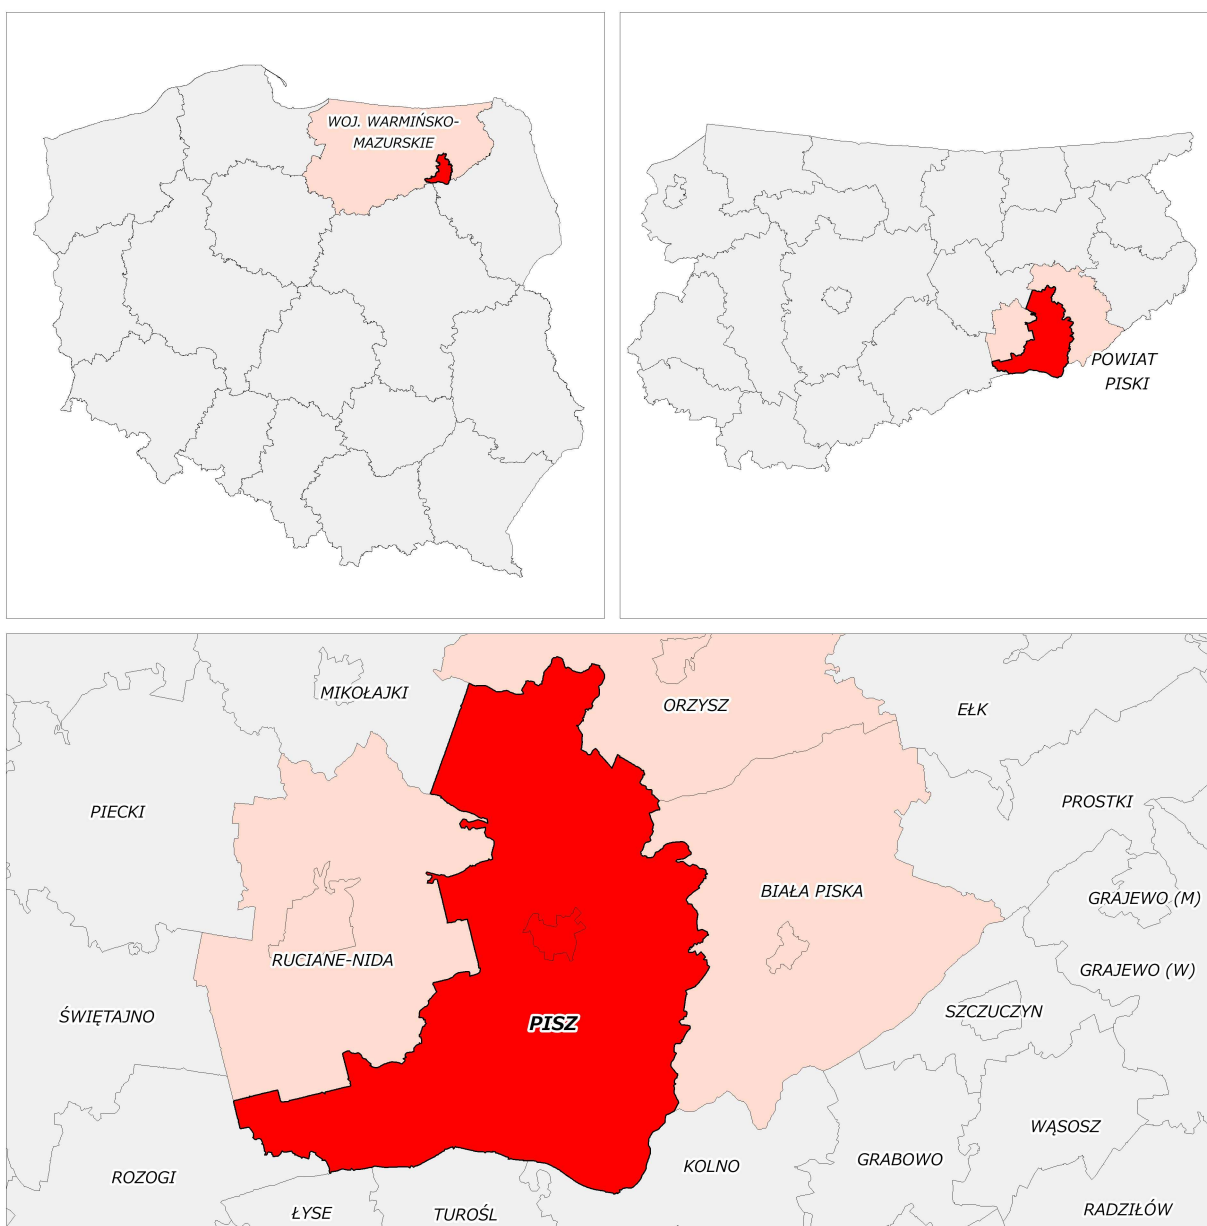 WOJ. WARMIŃSKO-
MAZURSKIE
POWIAT
PISKI
MIKOŁAJKI
ORZYSZ
EŁK
PIECKI
PROSTKI
BIAŁA PISKA
GRAJEWO (M)
RUCIANE-NIDA
GRAJEWO (W)
ŚWIĘTAJNO
PISZ
SZCZUCZYN
WĄSOSZ
ROZOGI
KOLNO
GRABOWO
ŁYSE
TUROŚL
RADZIŁÓW